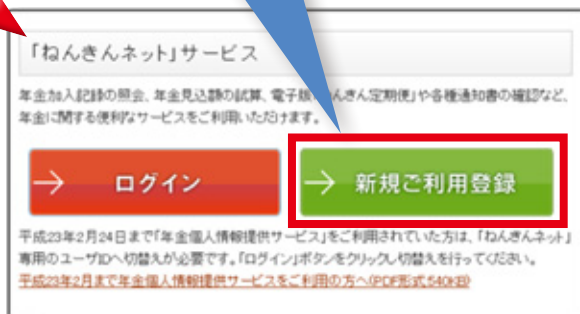 「ねんきんネット」サービス
年金加入記録の照会、年金見込額の試算、電子版 んきん定期便」や各種通知書の確認など、
年金に関する便利なサービスをご利用いただけます。
→ ログイン
→ 新規ご利用登録
平成23年2月24日まで「年金個人情報提供サービス」をご利用されていた方は、「ねんきんネット」
専用のユーザIDへ切替えが必要です。「ログイン」ボタンをクリックし切替えを行ってください。
平成23年2月まで年金個人情報提供サービスをご利用の方へ(PDF形式:540KB)